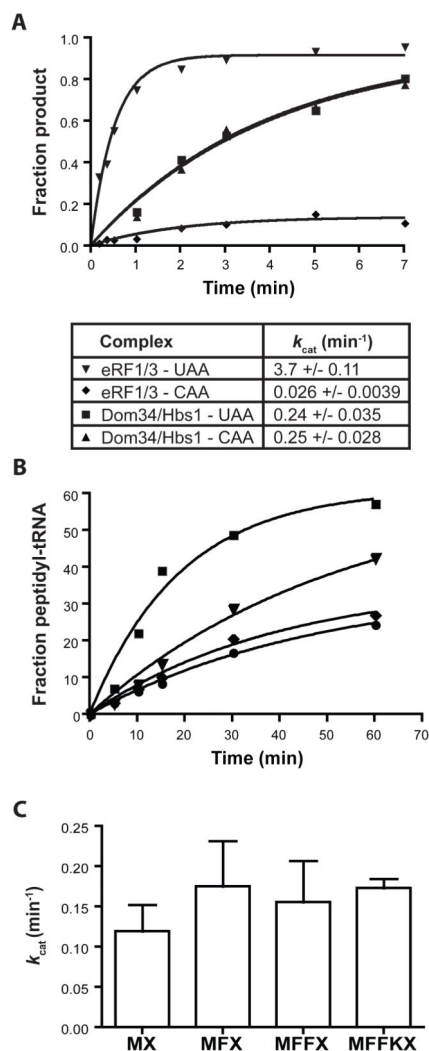 A
Fraction product
1.0
0.8
0.6
0.4
0.2
0.0
0 1 2 3 4 5 6 7
Time (min)
Complex kcat (min-1)
▼ eRF1/3 - UAA 3.7 +/- 0.11
◆ eRF1/3 - CAA 0.026 +/- 0.0039
■ Dom34/Hbs1 - UAA 0.24 +/- 0.035
▲ Dom34/Hbs1 - CAA 0.25 +/- 0.028
B
Fraction peptidyl-tRNA
60
50
40
30
20
10
0
0 10 20 30 40 50 60 70
Time (min)
C
kcat (min-1)
0.25
0.20
0.15
0.10
0.05
0.00
MX MFX MFFX MFFKX